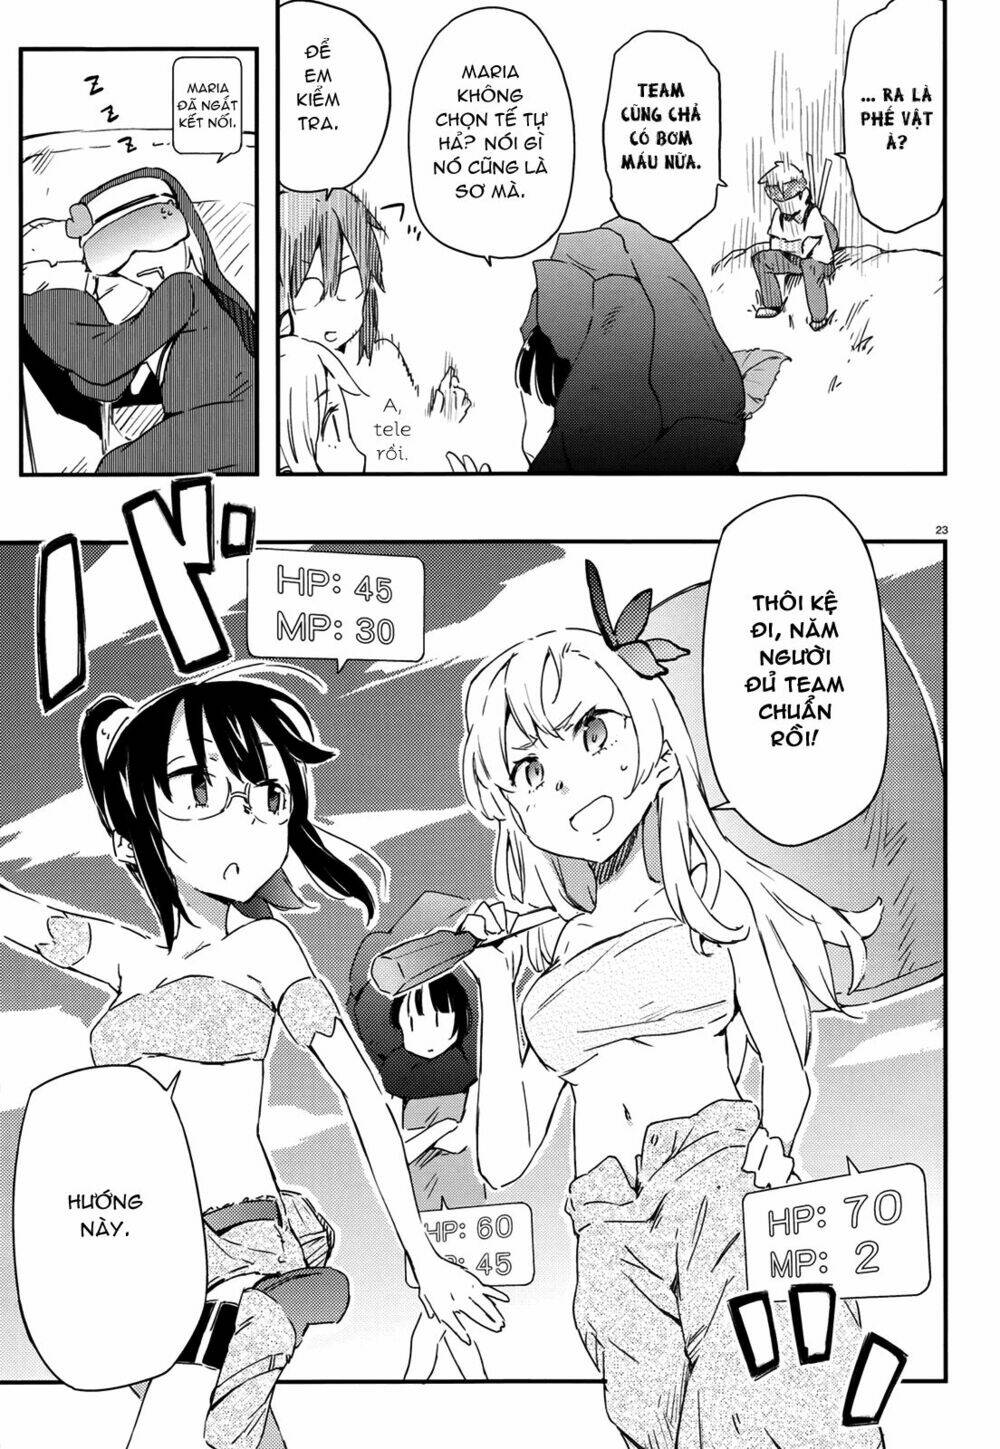 ... RA LÀ
PHẾ VẬT
À?
TEAM
CŨNG CHẢ
CÓ BƠM
MÁU NỮA.
MARIA
KHÔNG
CHỌN TẾ TỰ
HẢ? NÓI GÌ
NÓ CŨNG LÀ
SƠ MÀ.
ĐỂ
EM
KIỂM
TRA.
A,
tele
rồi.
MARIA
ĐÃ NGẮT
KẾT NỐI.
Z
Z
Z
23
THÔI KỆ
ĐI, NĂM
NGƯỜI
ĐỦ TEAM
CHUẨN
RỒI!
HP: 45
MP: 30
バーン
HP: 60
: 45
HP: 70
MP: 2
HƯỚNG
NÀY.